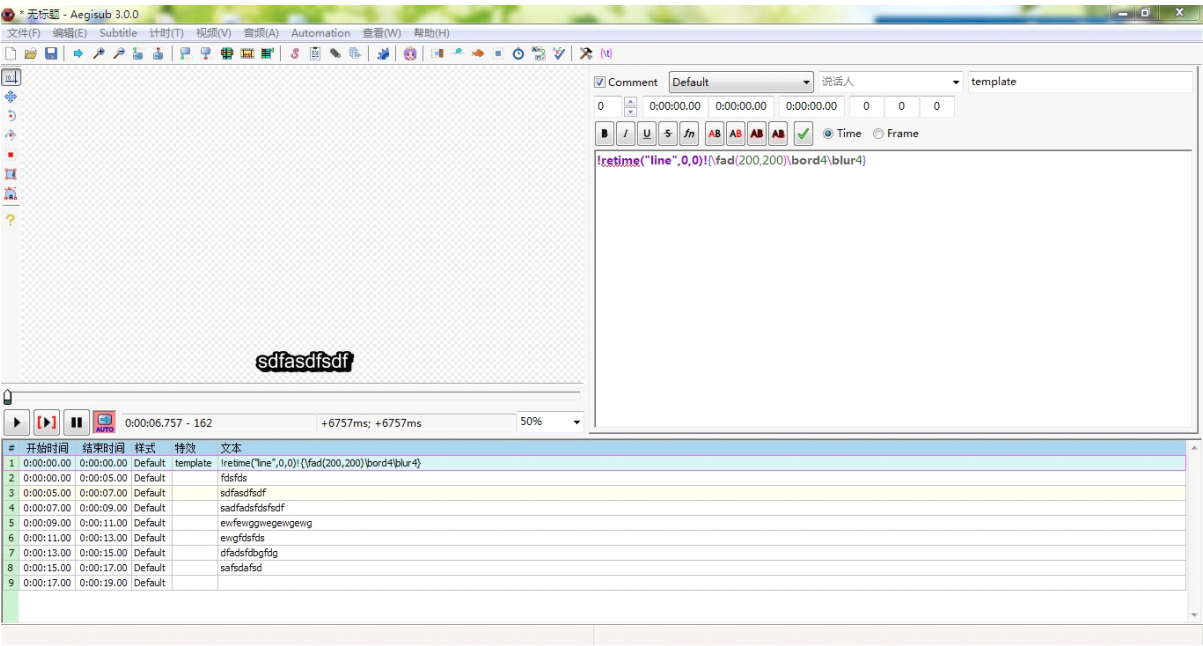 * 无标题 - Aegisub 3.0.0
文件(F) 编辑(E) Subtitle 计时(T) 视频(V) 音频(A) Automation 查看(W) 帮助(H)
Comment Default 说话人 template
0 0:00:00.00 0:00:00.00 0:00:00.00 0 0 0
B I U S fn AB AB AB AB Time Frame
!retime("line",0,0)!{\fad(200,200)\bord4\blur4}
sdfasdfsdf
AUTO 0:00:06.757 - 162 +6757ms; +6757ms 50%
# 开始时间 结束时间 样式 特效 文本
1 0:00:00.00 0:00:00.00 Default template !retime("line",0,0)!{\fad(200,200)\bord4\blur4}
2 0:00:00.00 0:00:05.00 Default fdsfds
3 0:00:05.00 0:00:07.00 Default sdfasdfsdf
4 0:00:07.00 0:00:09.00 Default sadfadsfdsfsdf
5 0:00:09.00 0:00:11.00 Default ewfewggwegewgewg
6 0:00:11.00 0:00:13.00 Default ewgfdsfds
7 0:00:13.00 0:00:15.00 Default dfadsfdbgfdg
8 0:00:15.00 0:00:17.00 Default safsdafsd
9 0:00:17.00 0:00:19.00 Default